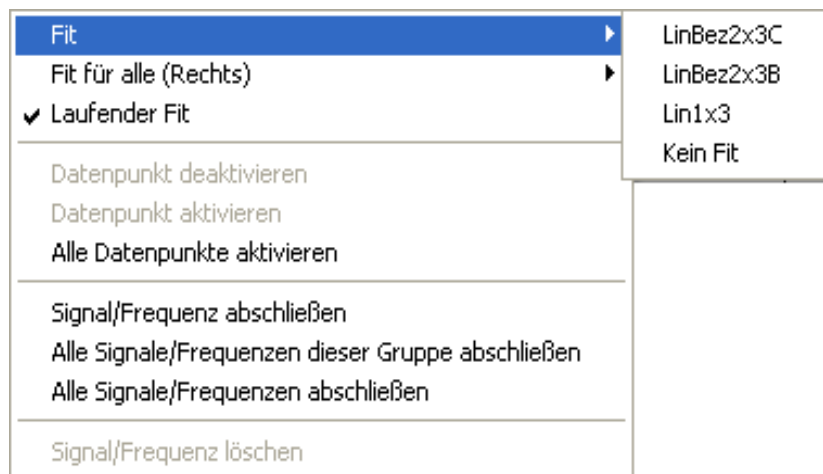 Fit
Fit für alle (Rechts)
Laufender Fit
Datenpunkt deaktivieren
Datenpunkt aktivieren
Alle Datenpunkte aktivieren
Signal/Frequenz abschließen
Alle Signale/Frequenzen dieser Gruppe abschließen
Alle Signale/Frequenzen abschließen
Signal/Frequenz löschen
LinBez2x3C
LinBez2x3B
Lin1x3
Kein Fit